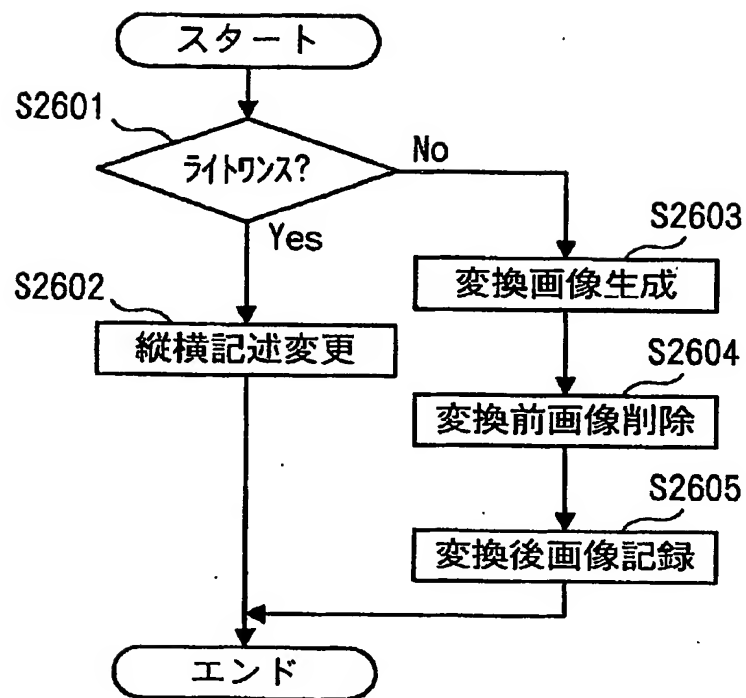 スタート
S2601
ライトワンス?
No
Yes
S2603
変換画像生成
S2602
縦横記述変更
S2604
変換前画像削除
S2605
変換後画像記録
エンド